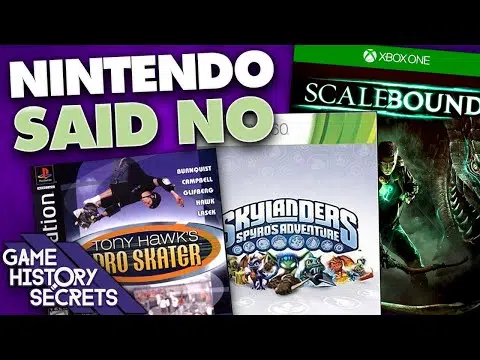 NINTENDO
SAID NO
XBOX ONE
SCALEBOUND
PlayStation
BURNQUIST
CAMPBELL
GLIFBERG
HAWK
LASEK
TONY HAWK'S
PRO SKATER
SKYLANDERS
SPYRO'S ADVENTURE
GAME
HISTORY
SECRETS